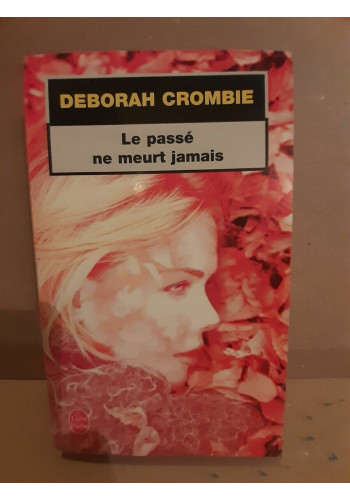 DEBORAH CROMBIE
Le passé
ne meurt jamais